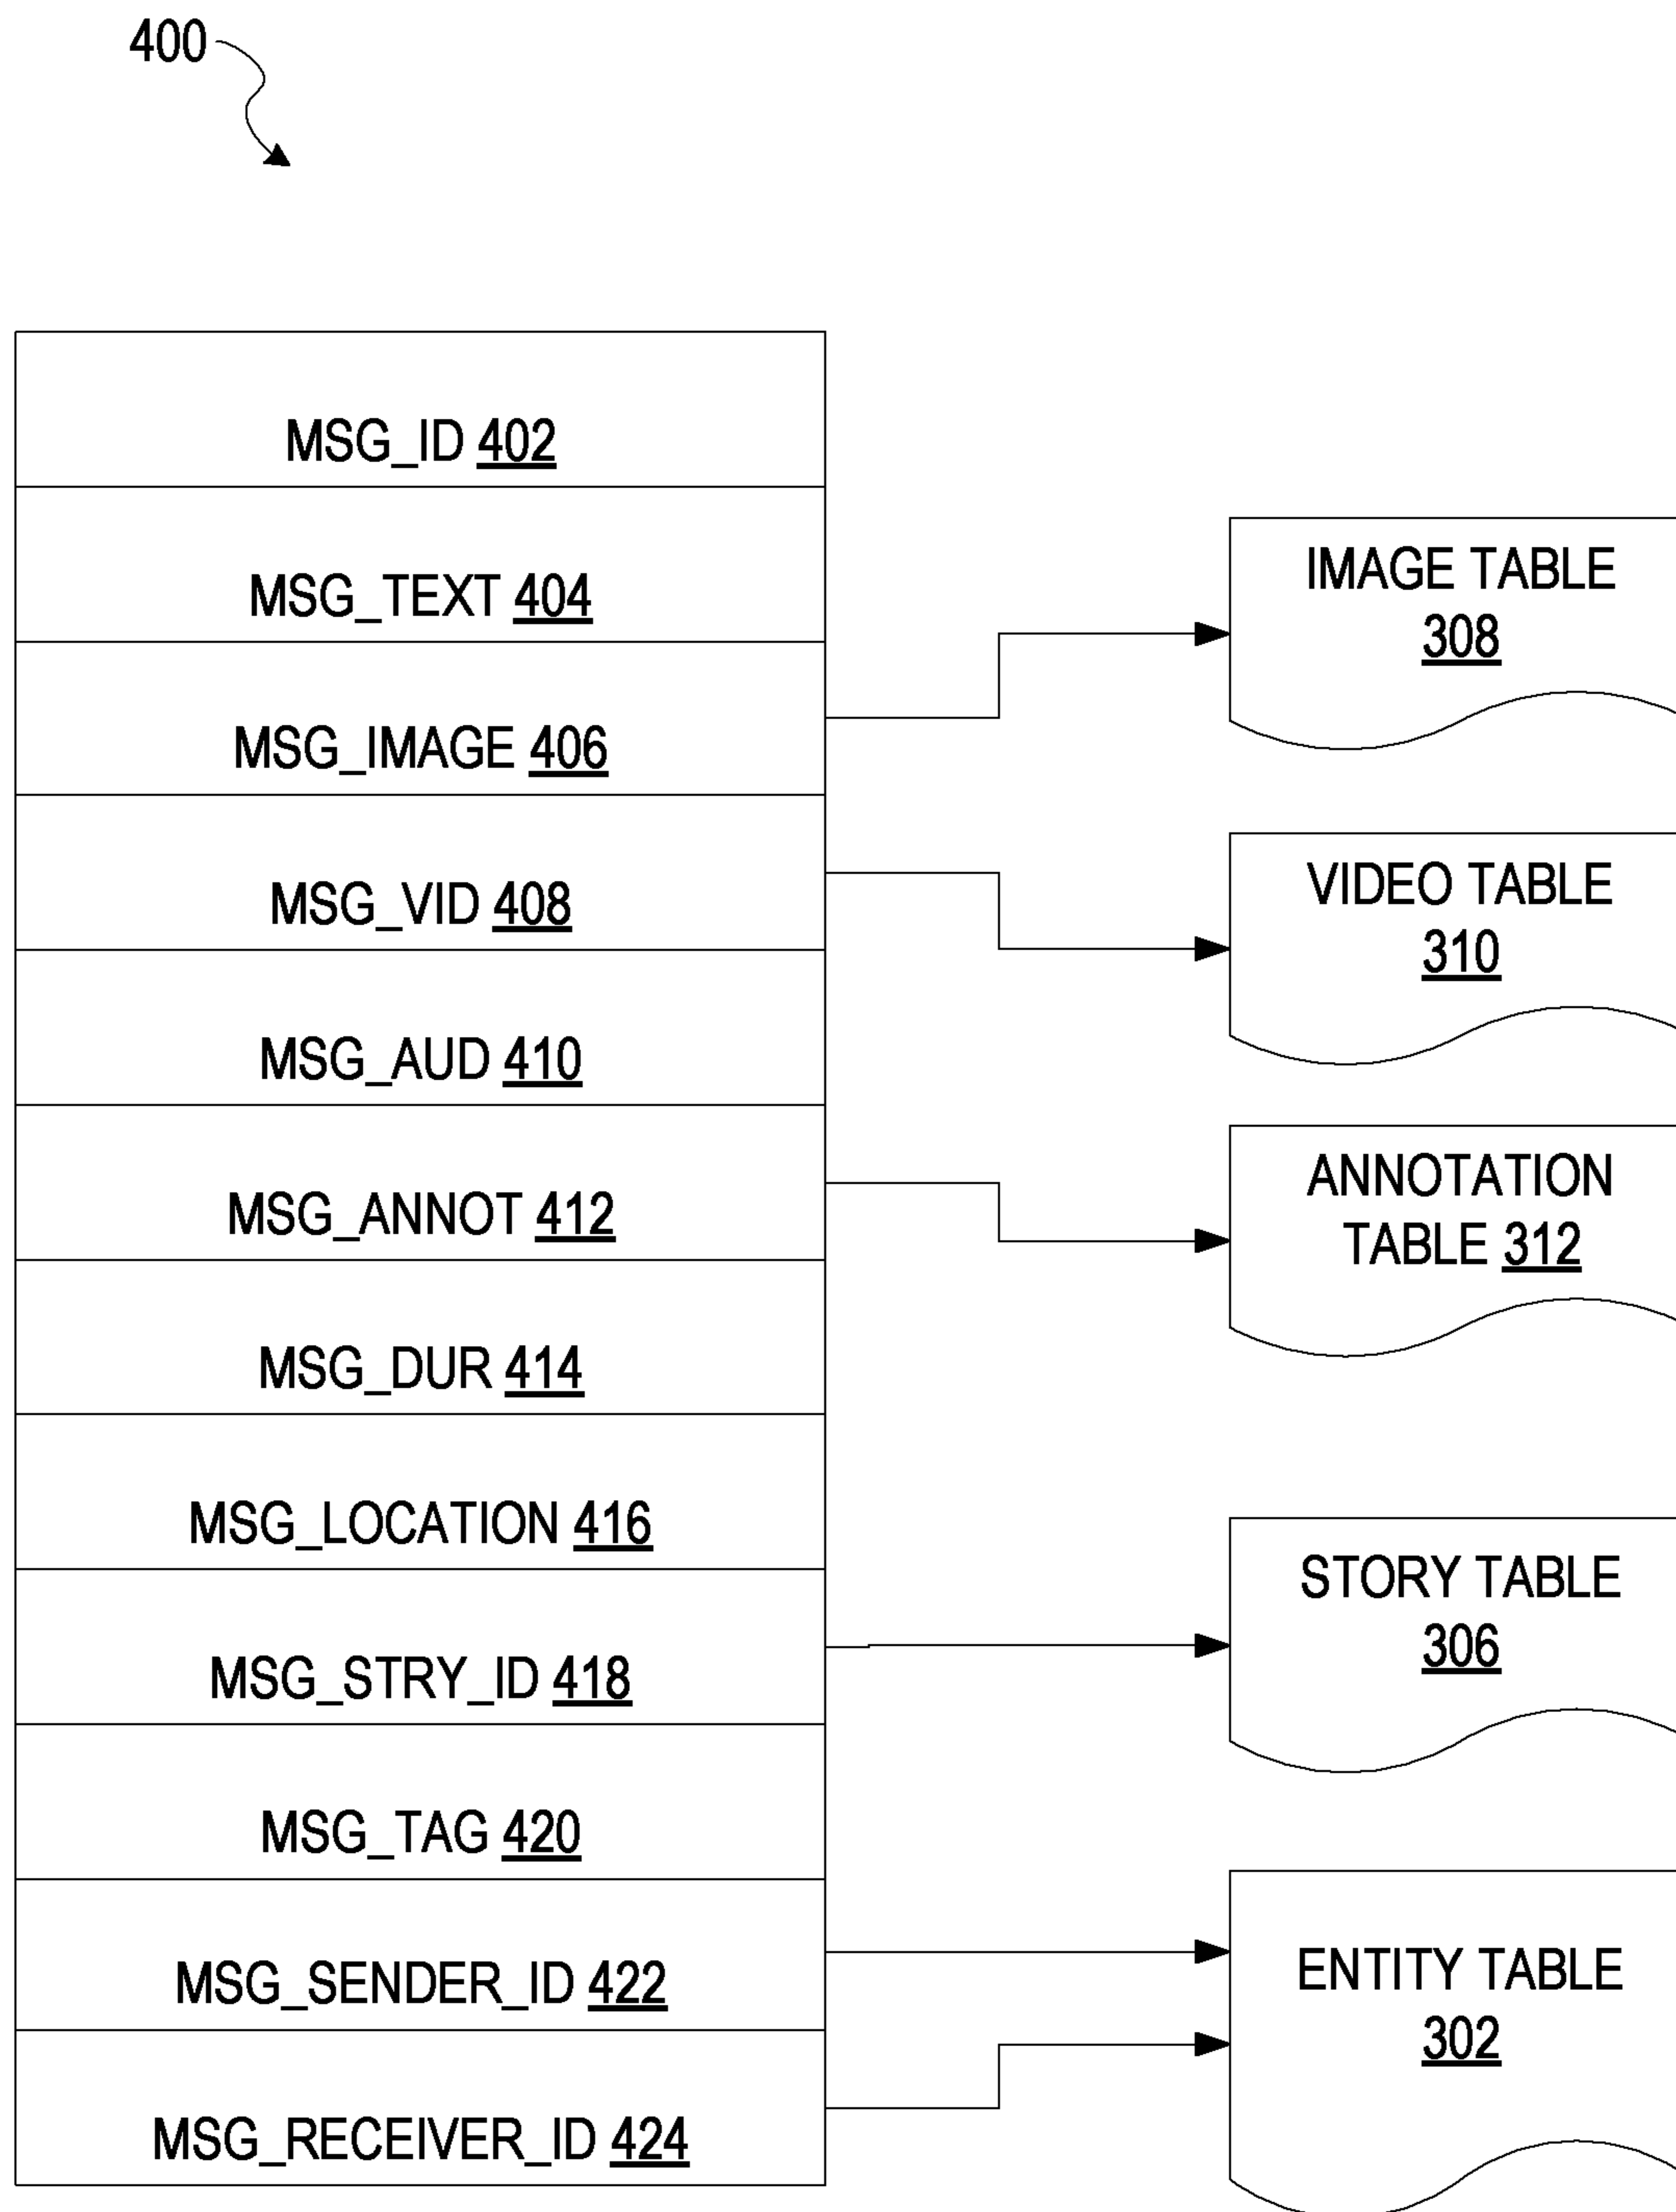 400
MSG_ID 402
MSG_TEXT 404
MSG_IMAGE 406
MSG_VID 408
MSG_AUD 410
MSG_ANNOT 412
MSG_DUR 414
MSG_LOCATION 416
MSG_STRY_ID 418
MSG_TAG 420
MSG_SENDER_ID 422
MSG_RECEIVER_ID 424
IMAGE TABLE
308
VIDEO TABLE
310
ANNOTATION
TABLE 312
STORY TABLE
306
ENTITY TABLE
302